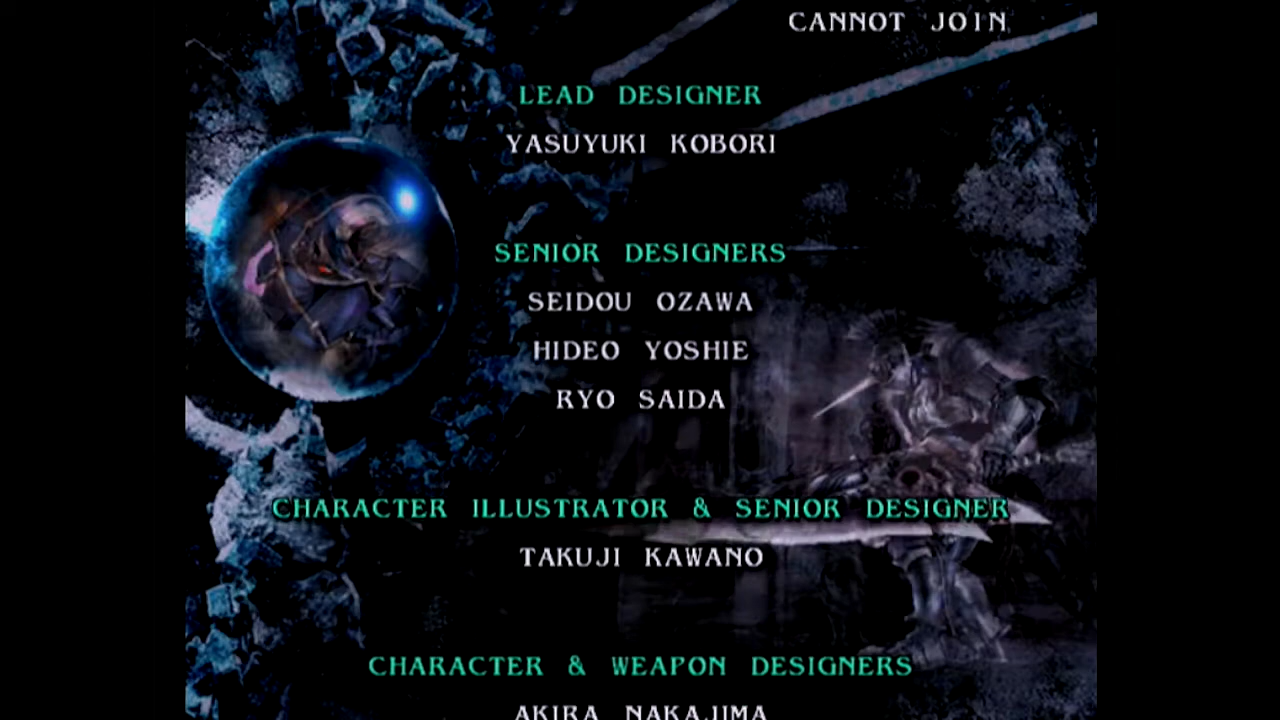 CANNOT JOIN
LEAD DESIGNER
YASUYUKI KOBORI
SENIOR DESIGNERS
SEIDOU OZAWA
HIDEO YOSHIE
RYO SAIDA
CHARACTER ILLUSTRATOR & SENIOR DESIGNER
TAKUJI KAWANO
CHARACTER & WEAPON DESIGNERS
AKIRA NAKAJIMA